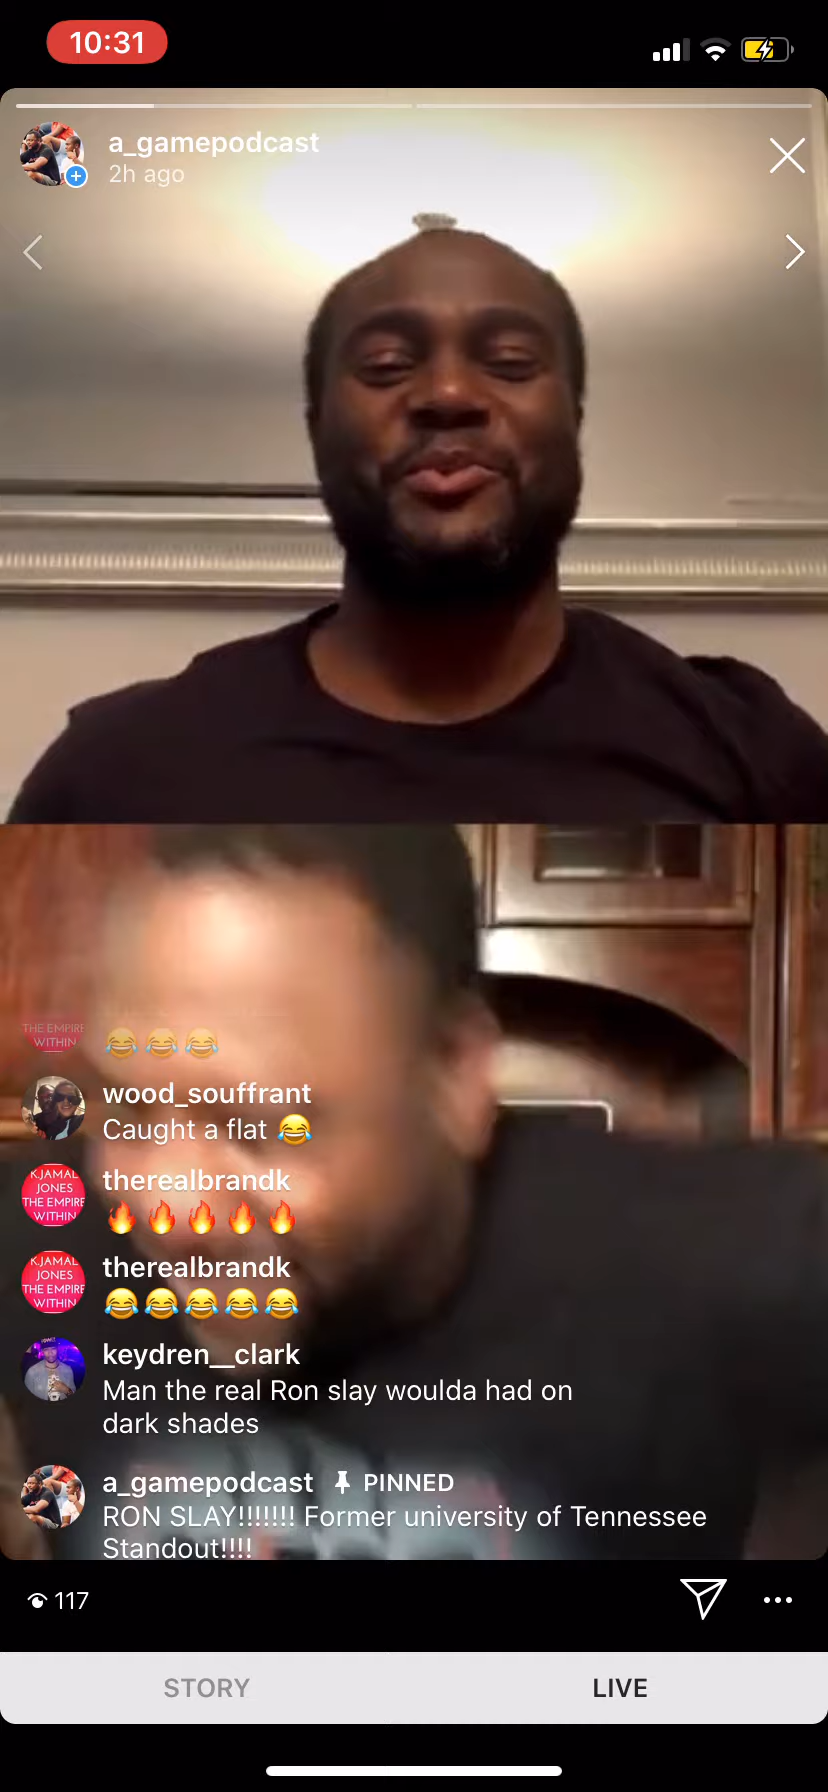 10:31
a_gamepodcast
2h ago
THE EMPIRE
WITHIN
😂😂😂
wood_souffrant
Caught a flat 😂
K.JAMAL
JONES
THE EMPIRE
WITHIN
therealbrandk
🔥🔥🔥🔥🔥
K.JAMAL
JONES
THE EMPIRE
WITHIN
therealbrandk
😂😂😂😂😂
keydren__clark
Man the real Ron slay woulda had on
dark shades
a_gamepodcast PINNED
RON SLAY!!!!!!! Former university of Tennessee
Standout!!!!
117
STORY
LIVE